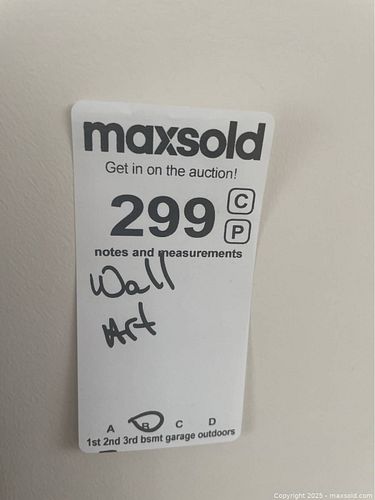 maxsold
Get in on the auction!
299 C
P
notes and measurements
Wall
Art
A B C D
1st 2nd 3rd bsmt garage outdoors
Copyright 2025 - maxsold.com